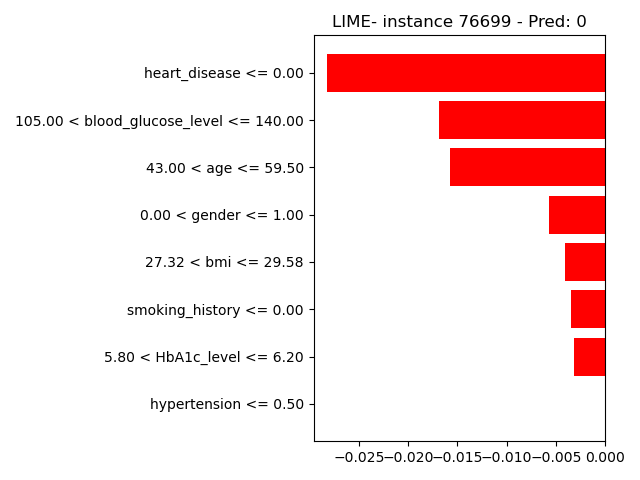 LIME- instance 76699 - Pred: 0
heart_disease <= 0.00
105.00 < blood_glucose_level <= 140.00
43.00 < age <= 59.50
0.00 < gender <= 1.00
27.32 < bmi <= 29.58
smoking_history <= 0.00
5.80 < HbA1c_level <= 6.20
hypertension <= 0.50
−0.025 −0.020 −0.015 −0.010 −0.005 0.000